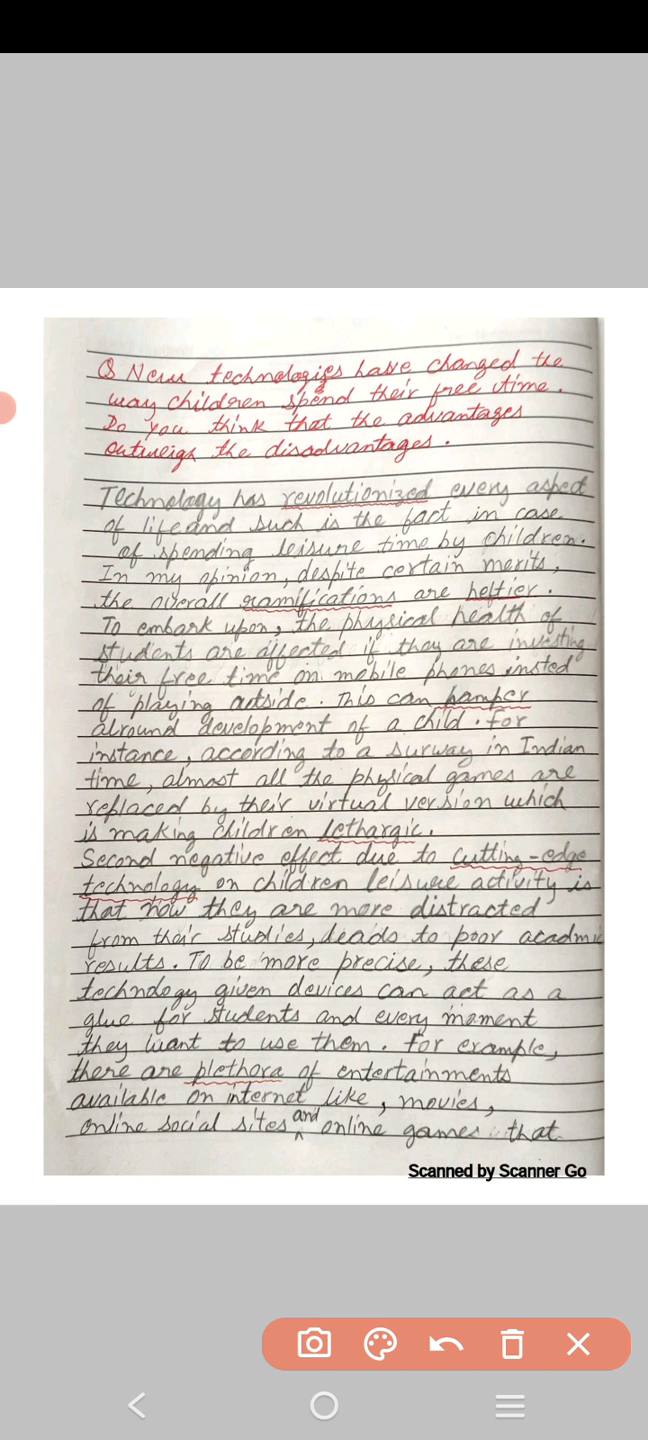 Q New technologies have changed the
way children spend their free time.
Do you think that the advantages
outweigh the disadvantages.
Technology has revolutionized every aspect
of life and such is the fact in case
of spending leisure time by children.
In my opinion, despite certain merits,
the overall ramifications are heftier.
To embark upon, the physical health of
students are affected if they are investing
their free time on mobile phones insted
of playing outside. This can hamper
alround development of a child. For
instance, according to a survay in Indian
time, almost all the physical games are
replaced by their virtual version which
is making children lethargic.
Second negative effect due to cutting-edge
technology on children leisure activity is
that now they are more distracted
from their studies, leads to poor acadmic
results. To be more precise, these
technology given devices can act as a
glue for students and every moment
they want to use them. For example,
there are plethora of entertainments
available on internet like, movies,
online social sites and online games that
Scanned by Scanner Go